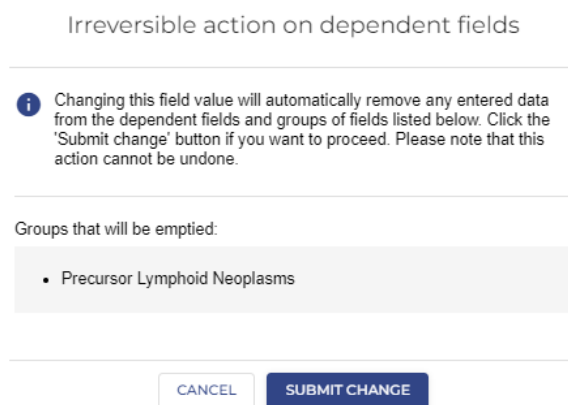 Irreversible action on dependent fields
Changing this field value will automatically remove any entered data
from the dependent fields and groups of fields listed below. Click the
'Submit change' button if you want to proceed. Please note that this
action cannot be undone.
Groups that will be emptied:
• Precursor Lymphoid Neoplasms
CANCEL
SUBMIT CHANGE